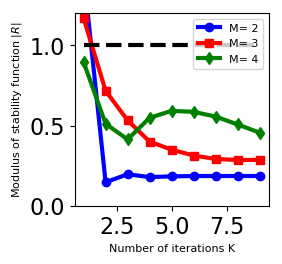 Modulus of stability function |R|
1.0
0.5
0.0
M= 2
M= 3
M= 4
2.5 5.0 7.5
Number of iterations K